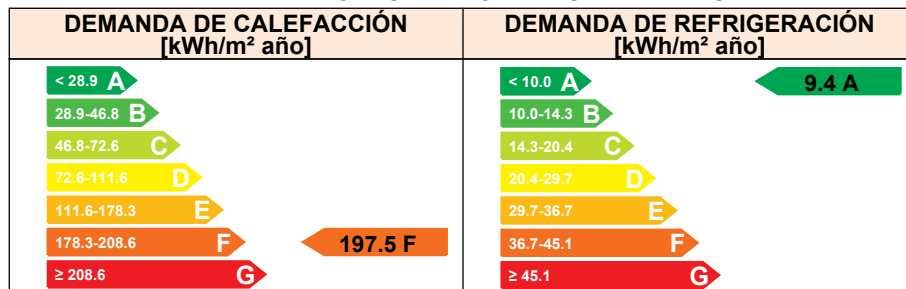 DEMANDA DE CALEFACCIÓN
[kWh/m² año]
< 28.9 A
28.9-46.8 B
46.8-72.6 C
72.6-111.6 D
111.6-178.3 E
178.3-208.6 F
197.5 F
≥ 208.6 G
DEMANDA DE REFRIGERACIÓN
[kWh/m² año]
< 10.0 A
9.4 A
10.0-14.3 B
14.3-20.4 C
20.4-29.7 D
29.7-36.7 E
36.7-45.1 F
≥ 45.1 G